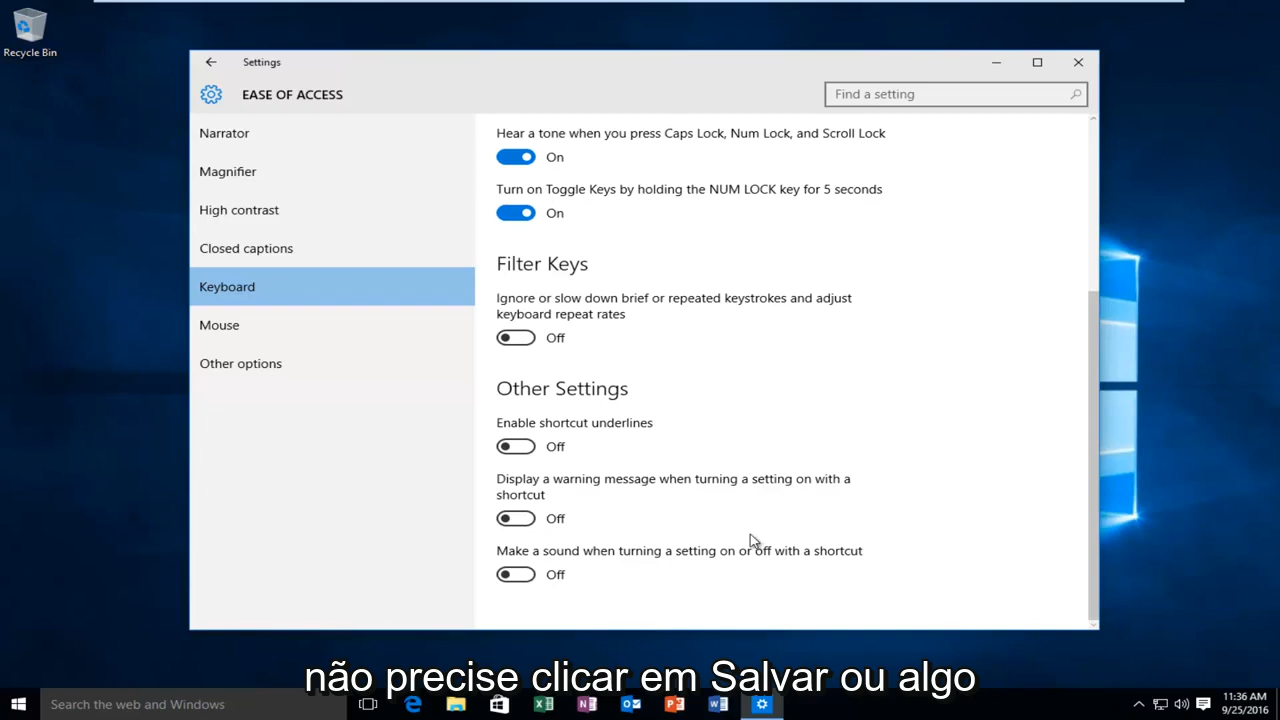 Recycle Bin
Settings
EASE OF ACCESS
Find a setting
Narrator
Magnifier
High contrast
Closed captions
Keyboard
Mouse
Other options
Hear a tone when you press Caps Lock, Num Lock, and Scroll Lock
On
Turn on Toggle Keys by holding the NUM LOCK key for 5 seconds
On
Filter Keys
Ignore or slow down brief or repeated keystrokes and adjust
keyboard repeat rates
Off
Other Settings
Enable shortcut underlines
Off
Display a warning message when turning a setting on with a
shortcut
Off
Make a sound when turning a setting on or off with a shortcut
Off
não precise clicar em Salvar ou algo
Search the web and Windows
11:36 AM
9/25/2016